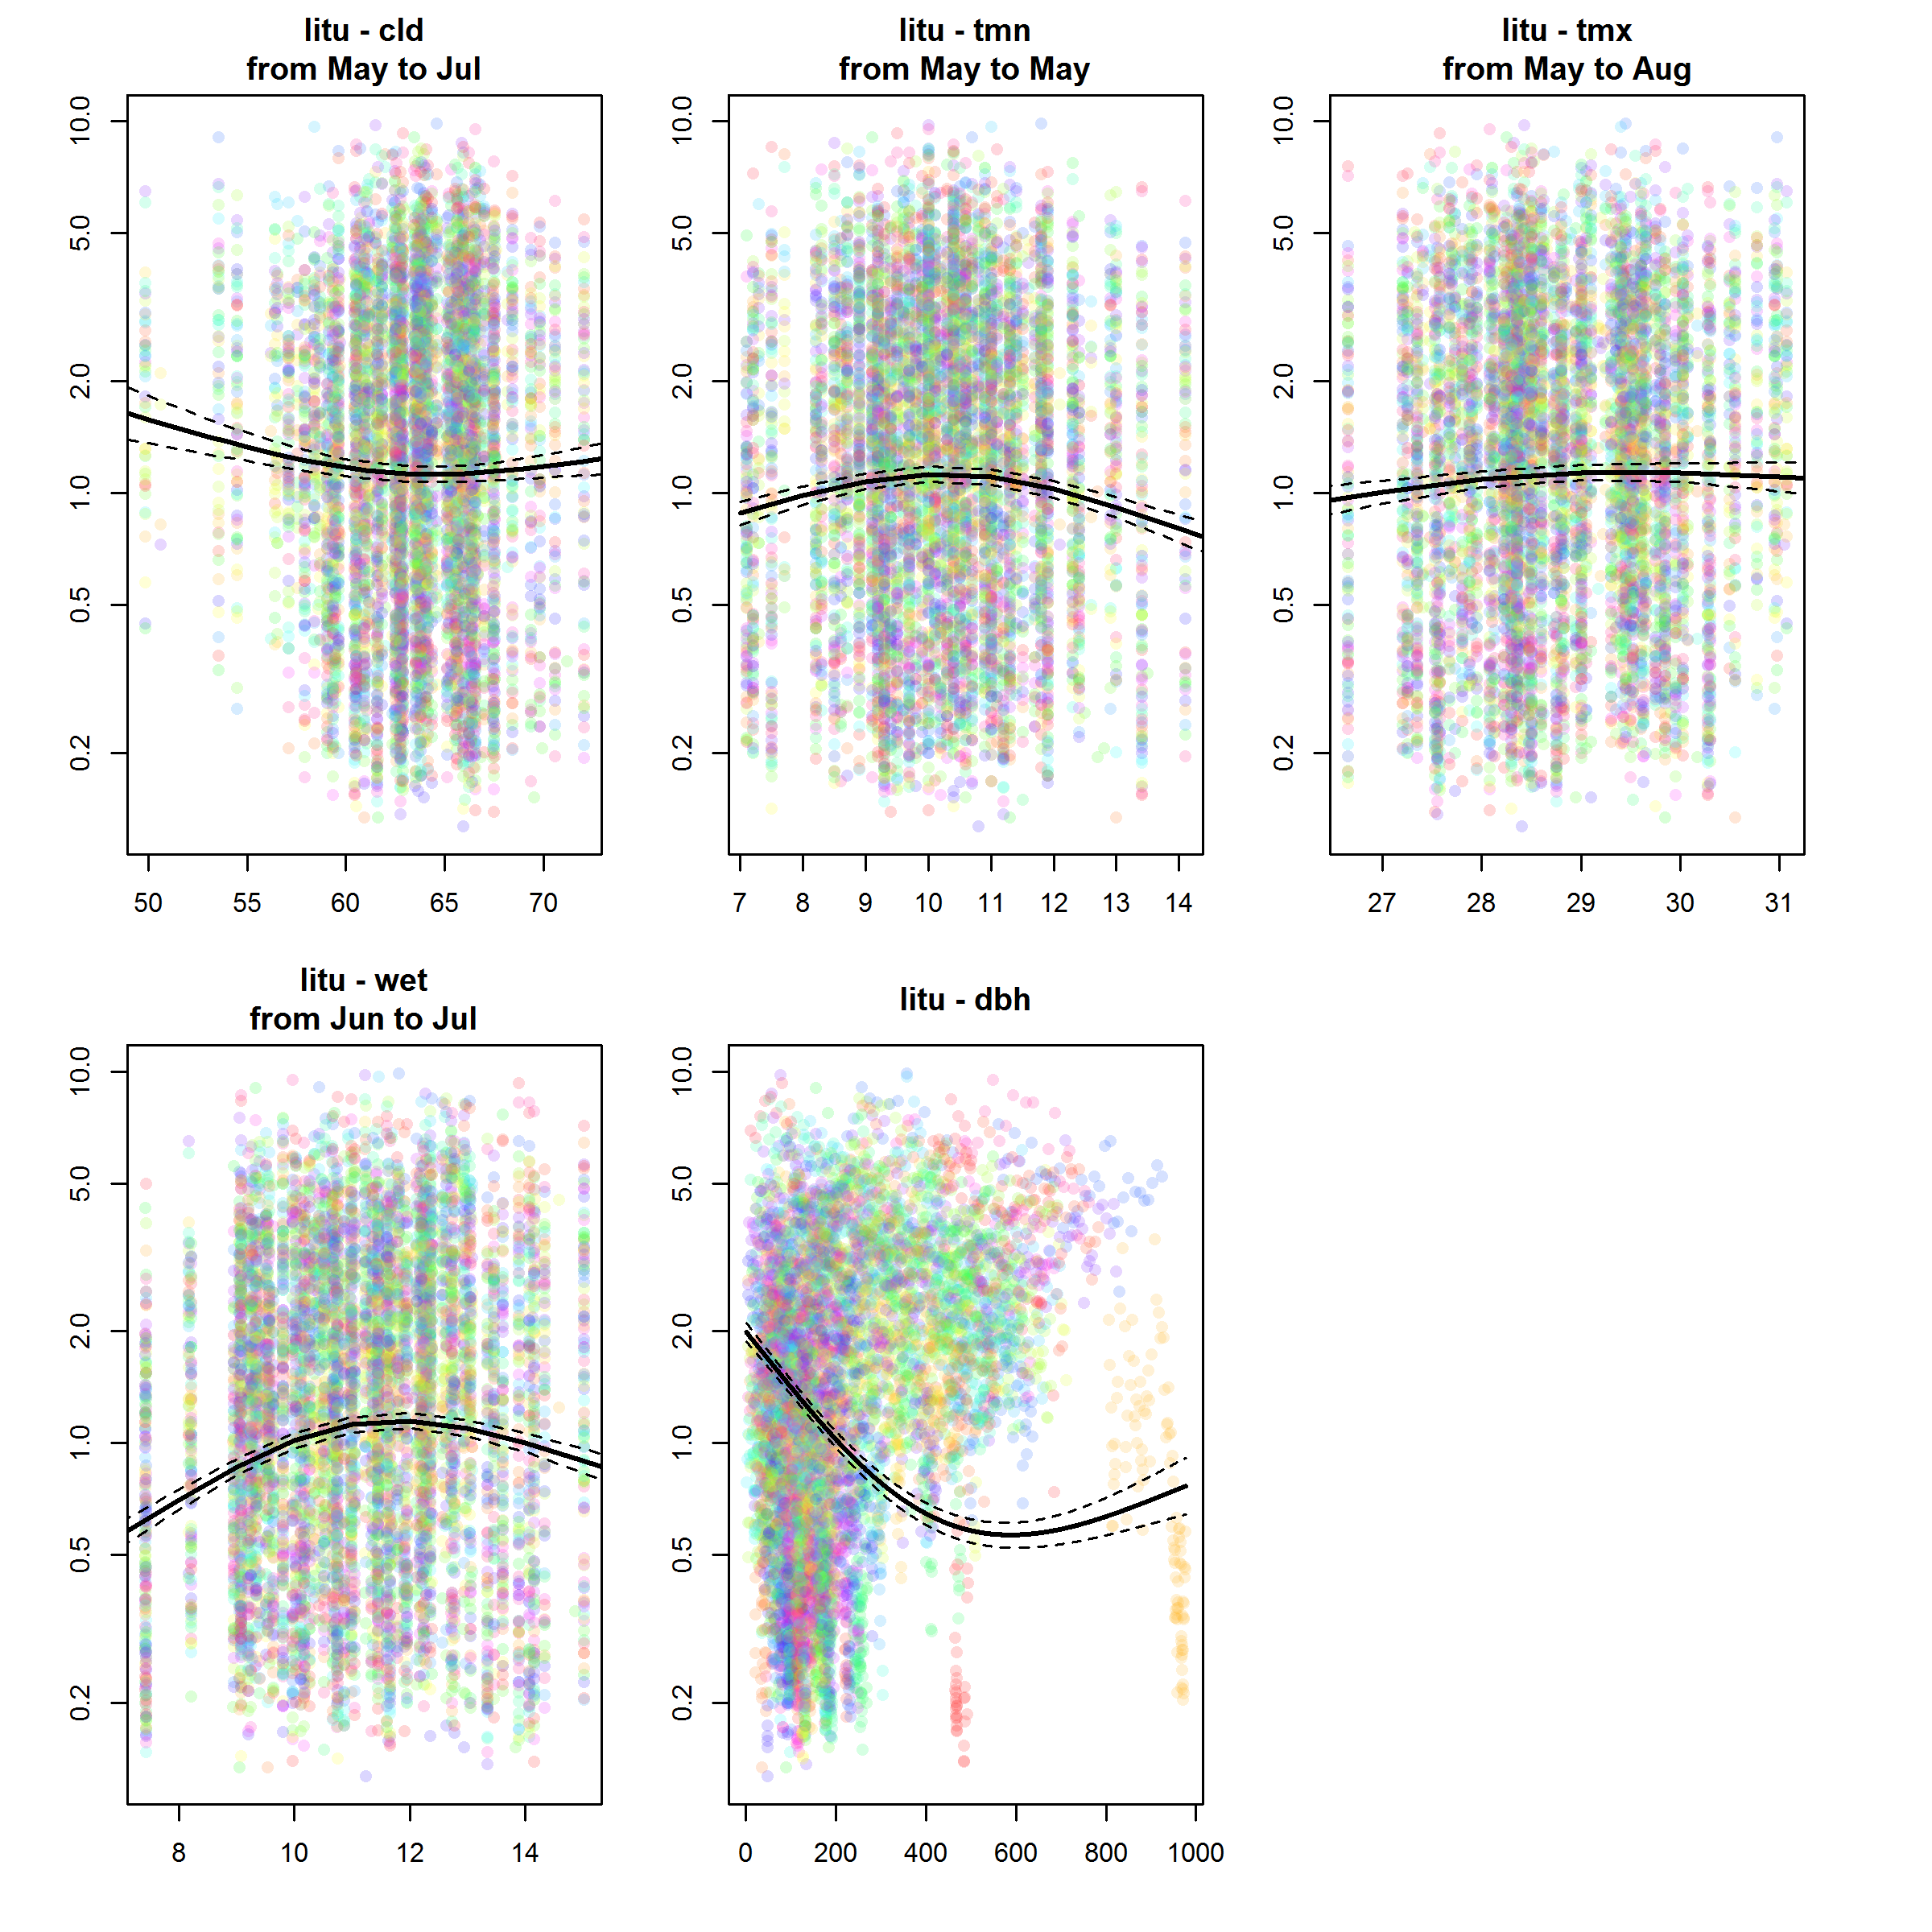 litu - cld
from May to Jul
10.0
5.0
2.0
1.0
0.5
0.2
50 55 60 65 70
litu - tmn
from May to May
10.0
5.0
2.0
1.0
0.5
0.2
7 8 9 10 11 12 13 14
litu - tmx
from May to Aug
10.0
5.0
2.0
1.0
0.5
0.2
27 28 29 30 31
litu - wet
from Jun to Jul
10.0
5.0
2.0
1.0
0.5
0.2
8 10 12 14
litu - dbh
10.0
5.0
2.0
1.0
0.5
0.2
0 200 400 600 800 1000